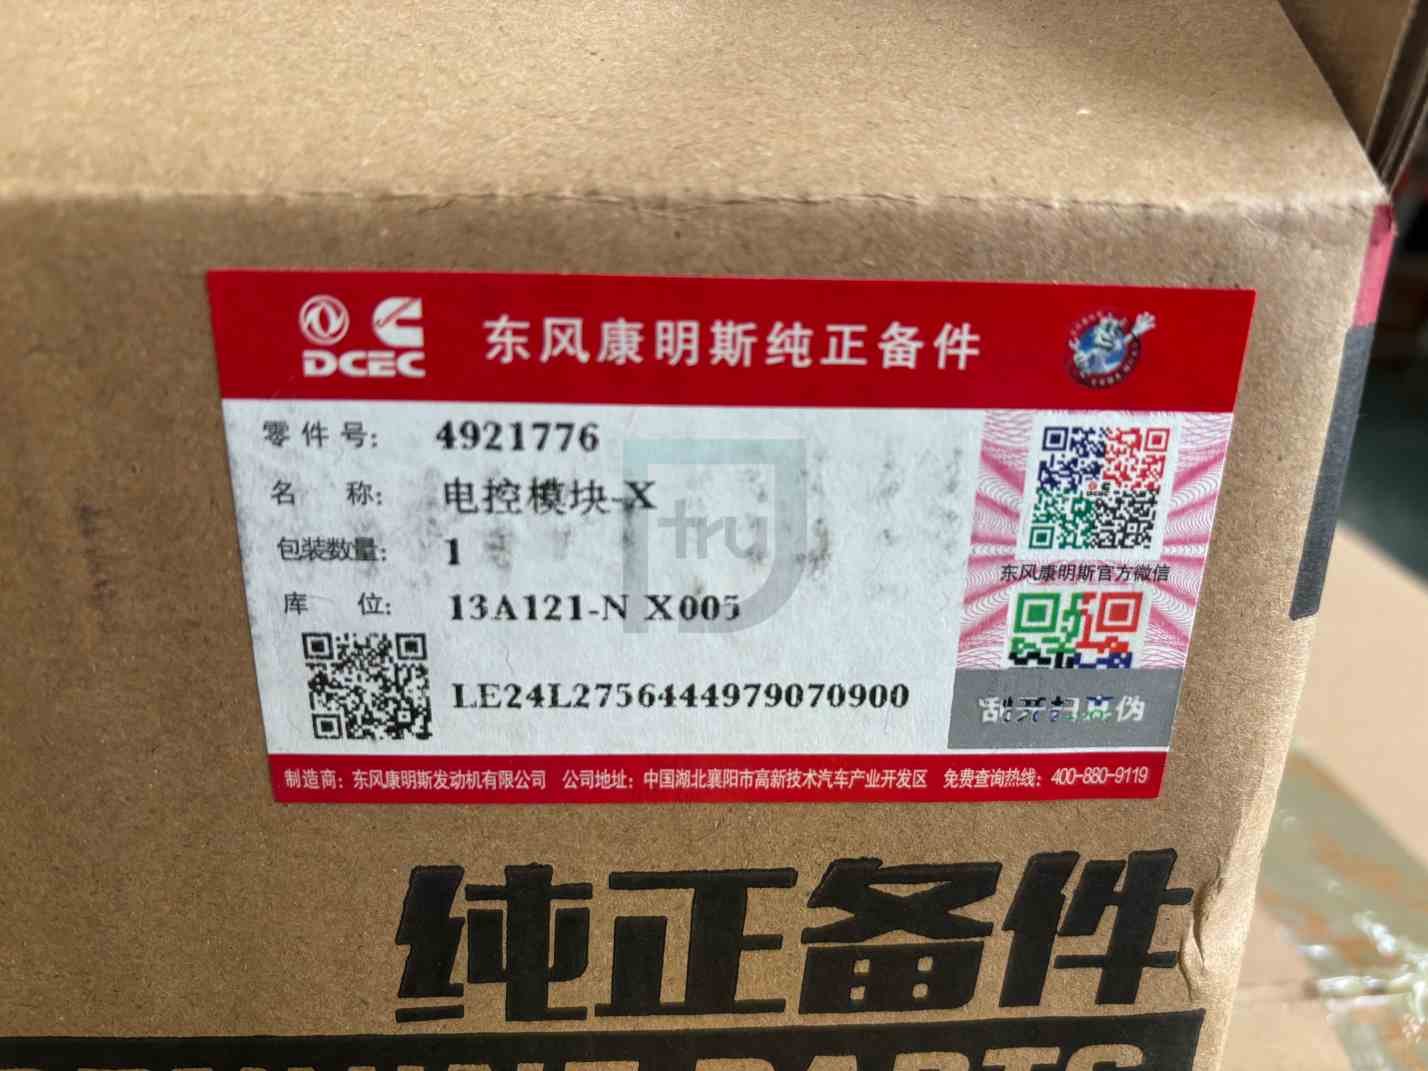 DCEC
东风康明斯纯正备件
零件号: 4921776
名 称: 电控模块-X
包装数量: 1
库 位: 13A121-N X005
LE24L2756444979070900
东风康明斯官方微信
tru
制造商: 东风康明斯发动机有限公司 公司地址: 中国湖北襄阳市高新技术汽车产业开发区 免费查询热线: 400-880-9119
纯正备件
PARTS